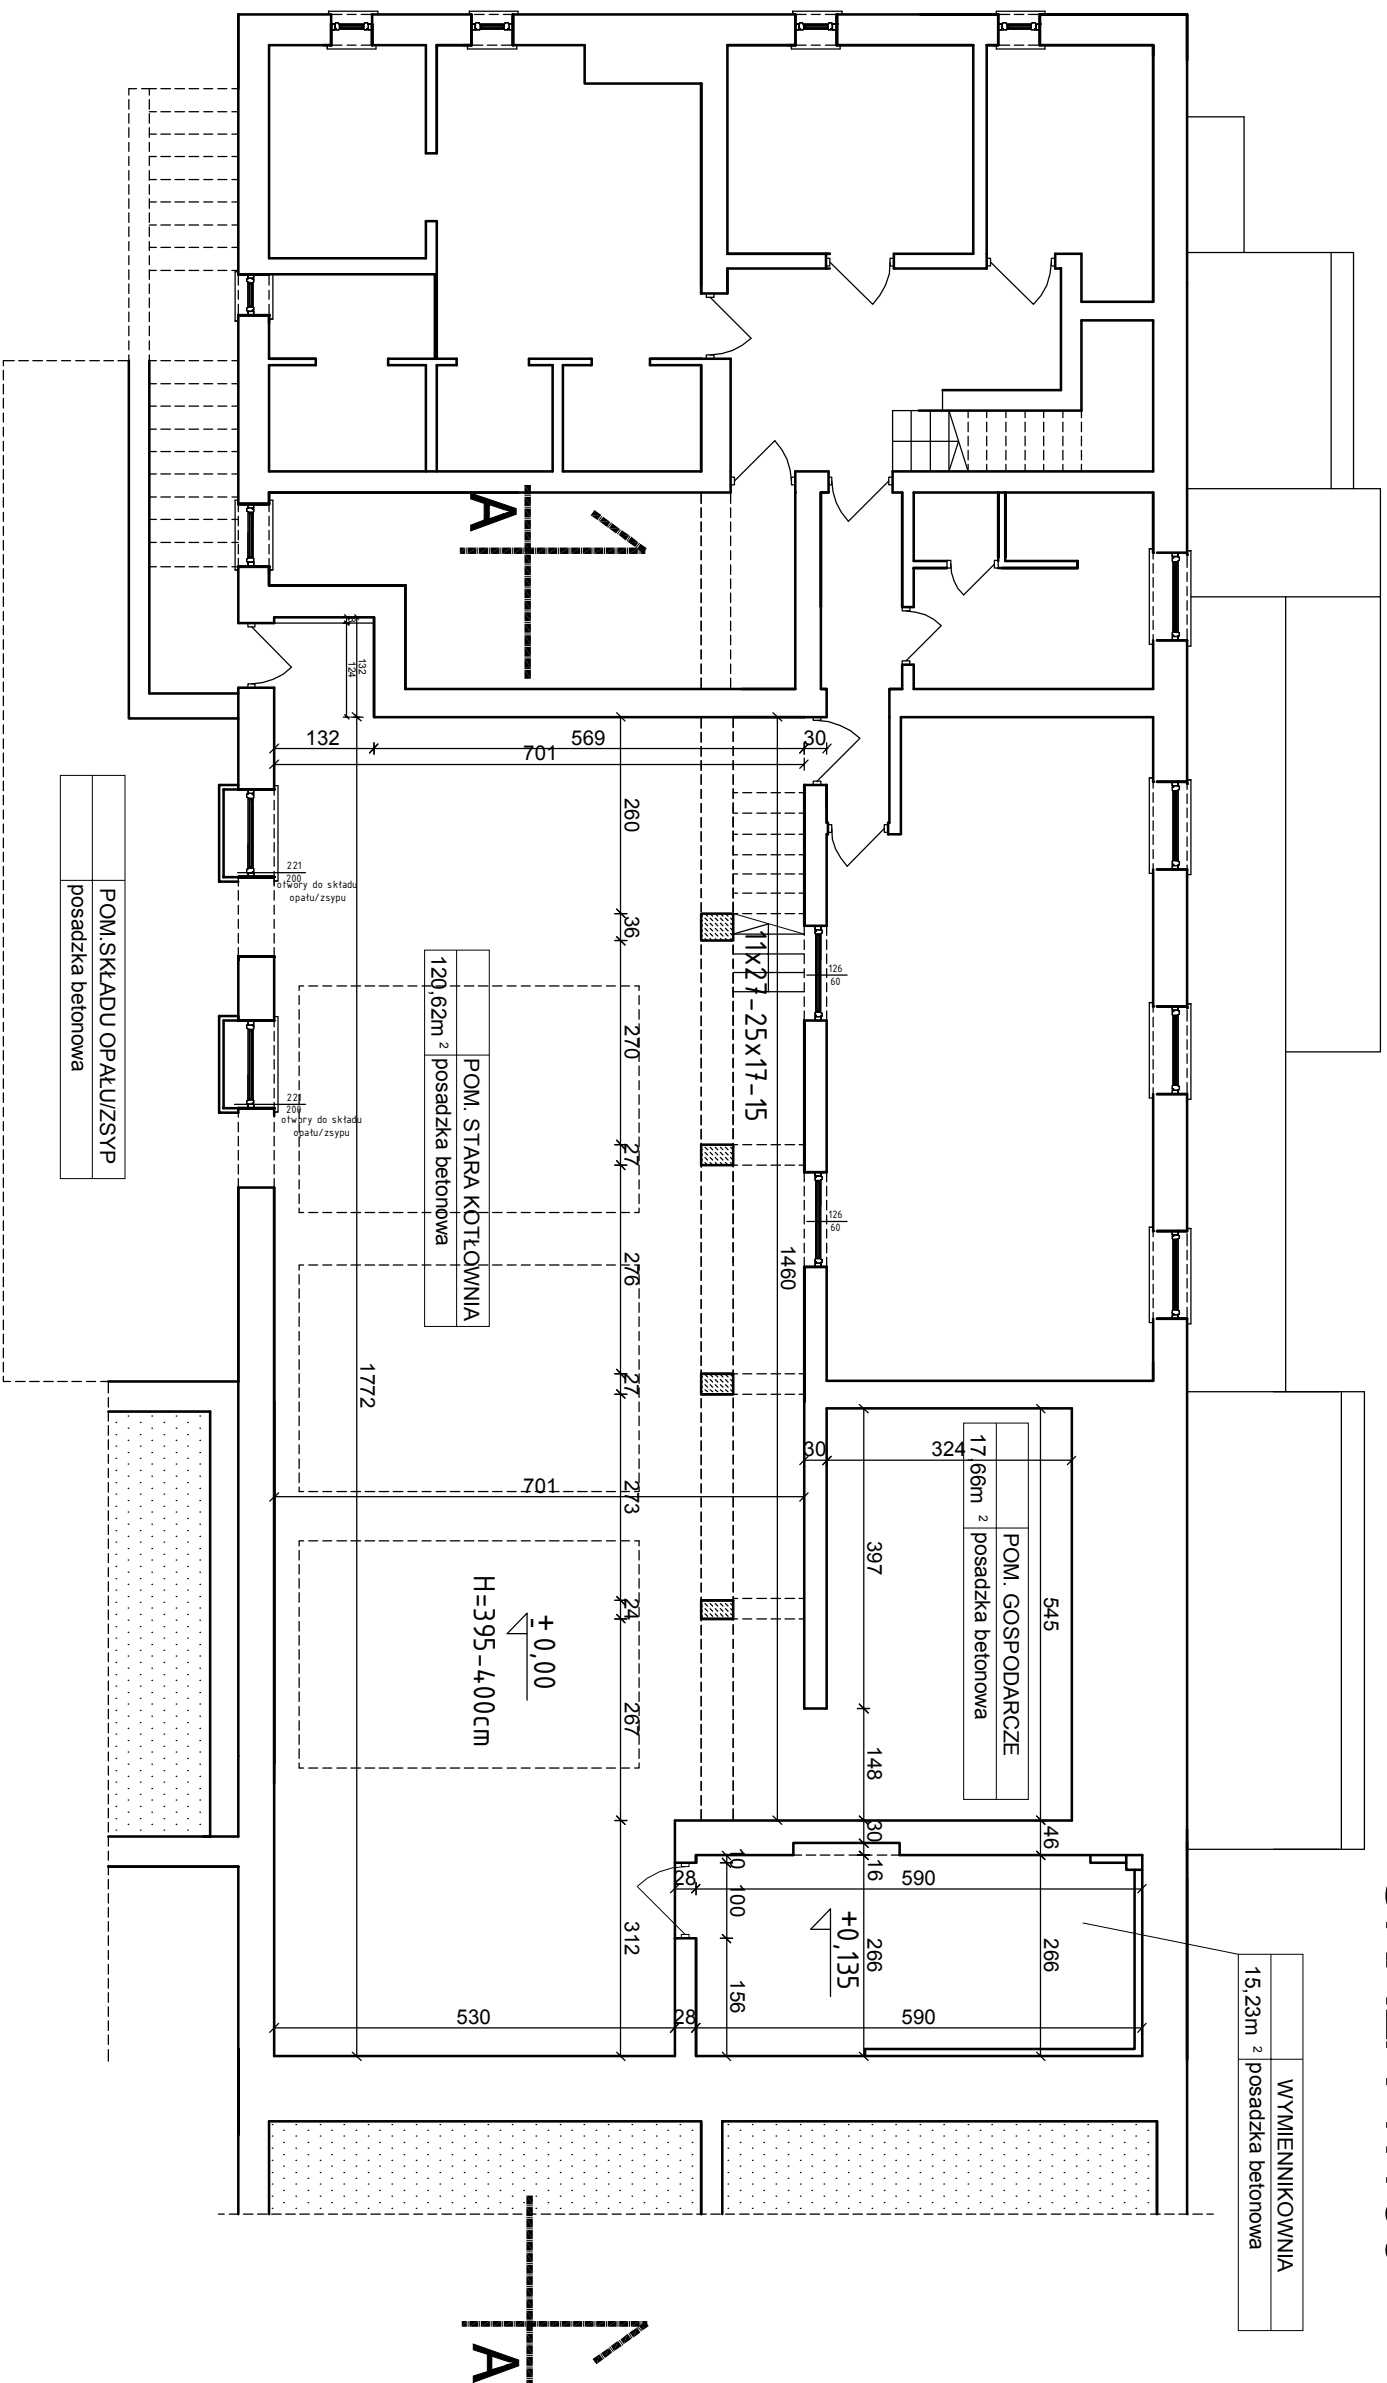 A
132
124
132
569
30
701
260
36
221
200
otwory do składu
opału/zsypu
126
60
11x27-25x17-15
270
POM.SKŁADU OPAŁU/ZSYP
posadzka betonowa
POM. STARA KOTŁOWNIA
120,62m 2 posadzka betonowa
27
221
200
otwory do składu
opału/zsypu
126
60
276
1460
1772
27
273
701
30
324
397
545
POM. GOSPODARCZE
17,66m 2 posadzka betonowa
24
± 0,00
H=395-400cm
267
148
30
46
16
10
28
100
590
312
156
+0,135
266
266
530
28
590
WYMIENNIKOWNIA
15,23m 2 posadzka betonowa
A